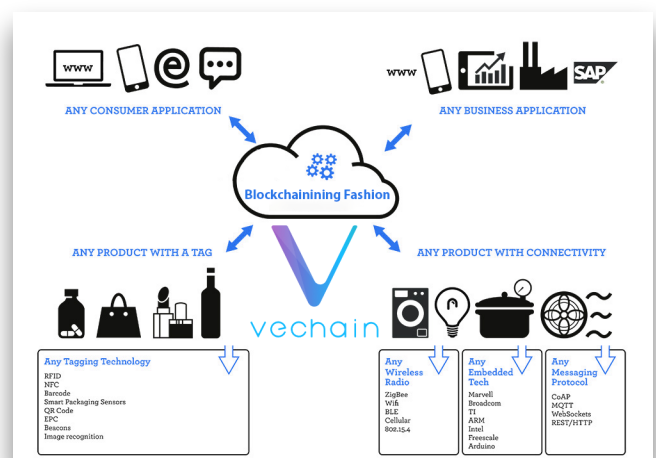 www
www
SAP
ANY CONSUMER APPLICATION
ANY BUSINESS APPLICATION
Blockchainining Fashion
ANY PRODUCT WITH A TAG
ANY PRODUCT WITH CONNECTIVITY
vechain
Any Tagging Technology
RFID
NFC
Barcode
Smart Packaging Sensors
QR Code
EPC
Beacons
Image recognition
Any
Wireless
Radio
ZigBee
Wifi
BLE
Cellular
802.15.4
Any
Embedded
Tech
Marvell
Broadcom
TI
ARM
Intel
Freescale
Arduino
Any
Messaging
Protocol
CoAP
MQTT
WebSockets
REST/HTTP